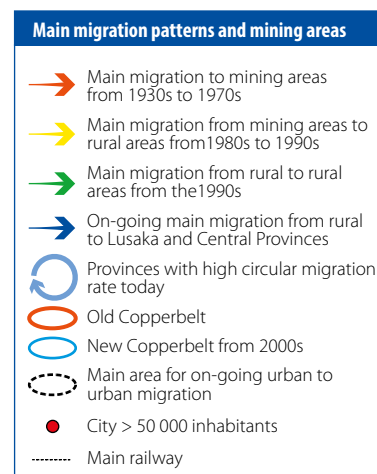 Main migration patterns and mining areas
Main migration to mining areas
from 1930s to 1970s
Main migration from mining areas to
rural areas from1980s to 1990s
Main migration from rural to rural
areas from the1990s
On-going main migration from rural
to Lusaka and Central Provinces
Provinces with high circular migration
rate today
Old Copperbelt
New Copperbelt from 2000s
Main area for on-going urban to
urban migration
City > 50 000 inhabitants
Main railway